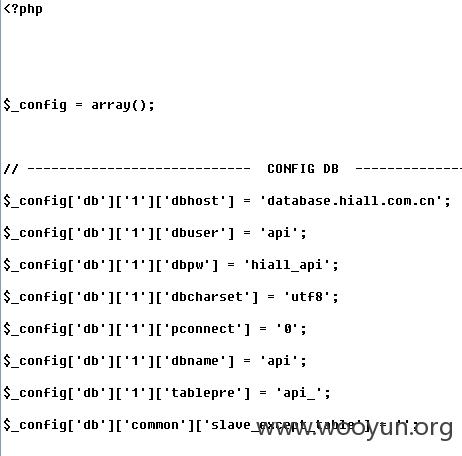 <?php
$_config = array();
// ---------------------------- CONFIG DB --------------
$_config['db']['1']['dbhost'] = 'database.hiall.com.cn';
$_config['db']['1']['dbuser'] = 'api';
$_config['db']['1']['dbpw'] = 'hiall_api';
$_config['db']['1']['dbcharset'] = 'utf8';
$_config['db']['1']['pconnect'] = '0';
$_config['db']['1']['dbname'] = 'api';
$_config['db']['1']['tablepre'] = 'api_';
$_config['db']['common']['slave_except_table'] = '';
www.wooyun.org